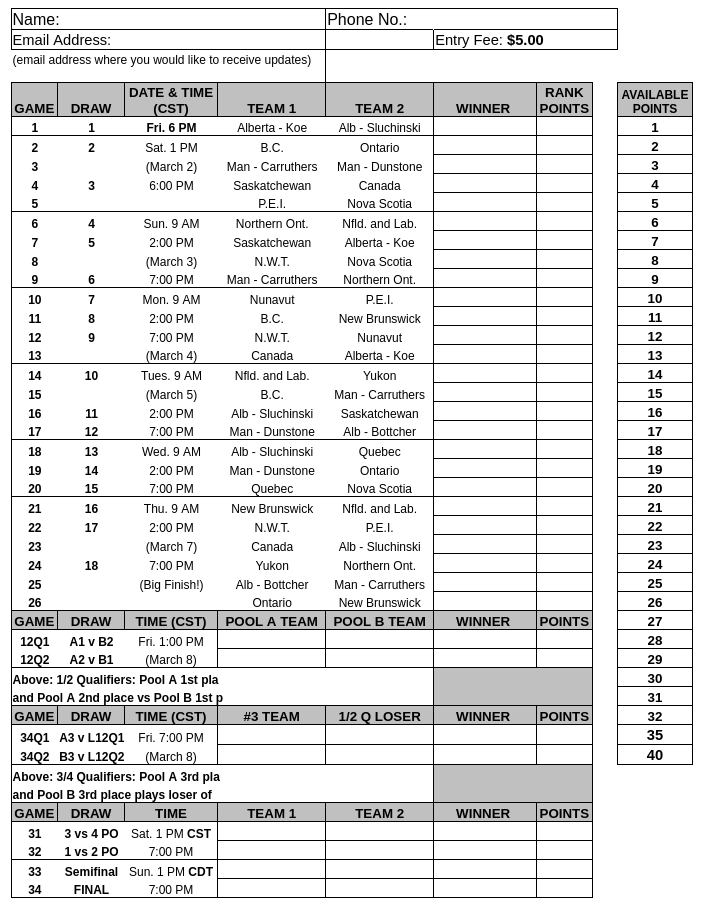 Name: Phone No.:
Email Address: Entry Fee: $5.00
(email address where you would like to receive updates)
GAME DRAW DATE & TIME (CST) TEAM 1 TEAM 2 WINNER RANK POINTS AVAILABLE POINTS
1 1 Fri. 6 PM Alberta - Koe Alb - Sluchinski 1
2 2 Sat. 1 PM B.C. Ontario 2
3 (March 2) Man - Carruthers Man - Dunstone 3
4 3 6:00 PM Saskatchewan Canada 4
5 P.E.I. Nova Scotia 5
6 4 Sun. 9 AM Northern Ont. Nfld. and Lab. 6
7 5 2:00 PM Saskatchewan Alberta - Koe 7
8 (March 3) N.W.T. Nova Scotia 8
9 6 7:00 PM Man - Carruthers Northern Ont. 9
10 7 Mon. 9 AM Nunavut P.E.I. 10
11 8 2:00 PM B.C. New Brunswick 11
12 9 7:00 PM N.W.T. Nunavut 12
13 (March 4) Canada Alberta - Koe 13
14 10 Tues. 9 AM Nfld. and Lab. Yukon 14
15 (March 5) B.C. Man - Carruthers 15
16 11 2:00 PM Alb - Sluchinski Saskatchewan 16
17 12 7:00 PM Man - Dunstone Alb - Bottcher 17
18 13 Wed. 9 AM Alb - Sluchinski Quebec 18
19 14 2:00 PM Man - Dunstone Ontario 19
20 15 7:00 PM Quebec Nova Scotia 20
21 16 Thu. 9 AM New Brunswick Nfld. and Lab. 21
22 17 2:00 PM N.W.T. P.E.I. 22
23 (March 7) Canada Alb - Sluchinski 23
24 18 7:00 PM Yukon Northern Ont. 24
25 (Big Finish!) Alb - Bottcher Man - Carruthers 25
26 Ontario New Brunswick 26
GAME DRAW TIME (CST) POOL A TEAM POOL B TEAM WINNER POINTS 27
12Q1 A1 v B2 Fri. 1:00 PM 28
12Q2 A2 v B1 (March 8) 29
Above: 1/2 Qualifiers: Pool A 1st pla 30
and Pool A 2nd place vs Pool B 1st p 31
GAME DRAW TIME (CST) #3 TEAM 1/2 Q LOSER WINNER POINTS 32
34Q1 A3 v L12Q1 Fri. 7:00 PM 35
34Q2 B3 v L12Q2 (March 8) 40
Above: 3/4 Qualifiers: Pool A 3rd pla
and Pool B 3rd place plays loser of
GAME DRAW TIME TEAM 1 TEAM 2 WINNER POINTS
31 3 vs 4 PO Sat. 1 PM CST
32 1 vs 2 PO 7:00 PM
33 Semifinal Sun. 1 PM CDT
34 FINAL 7:00 PM